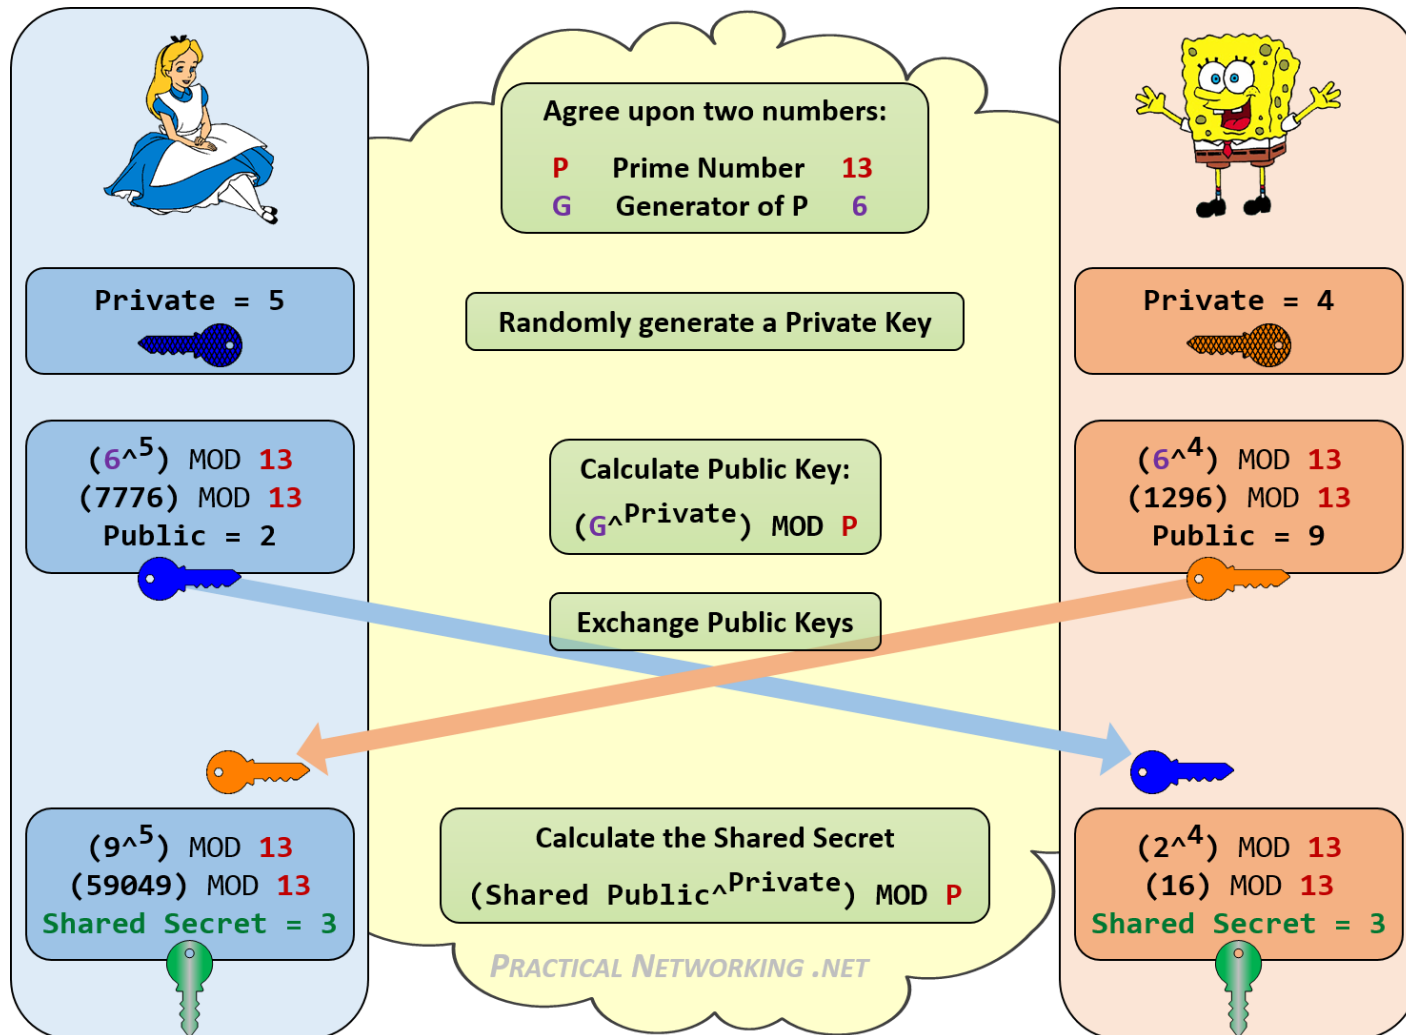 Agree upon two numbers:
P Prime Number 13
G Generator of P 6
Private = 5
Randomly generate a Private Key
Private = 4
(6^5) MOD 13
(7776) MOD 13
Public = 2
Calculate Public Key:
(G^Private) MOD P
(6^4) MOD 13
(1296) MOD 13
Public = 9
Exchange Public Keys
(9^5) MOD 13
(59049) MOD 13
Shared Secret = 3
Calculate the Shared Secret
(Shared Public^Private) MOD P
(2^4) MOD 13
(16) MOD 13
Shared Secret = 3
PRACTICAL NETWORKING .NET